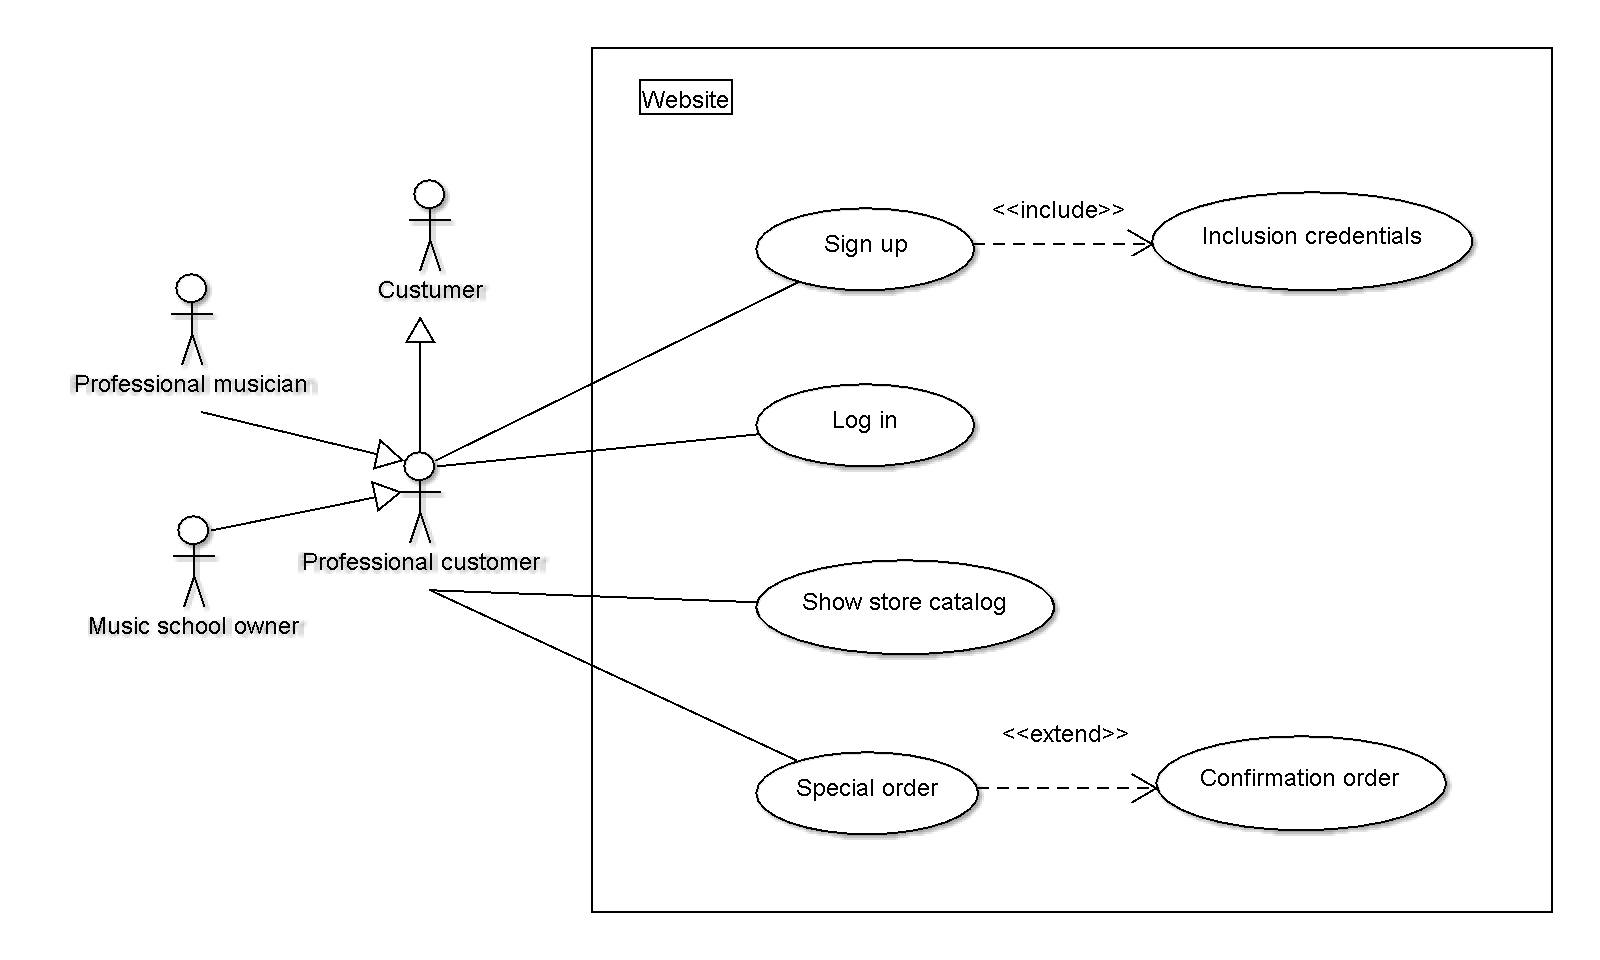 Website
Custumer
Professional musician
Professional customer
Music school owner
Sign up
<<include>>
Inclusion credentials
Log in
Show store catalog
Special order
<<extend>>
Confirmation order